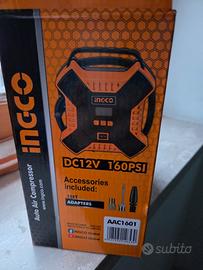 INGCO
Auto Air Compressor
INGCO
DC12V 160PSI
Accessories
included:
ADAPTERS
AAC1601
subito